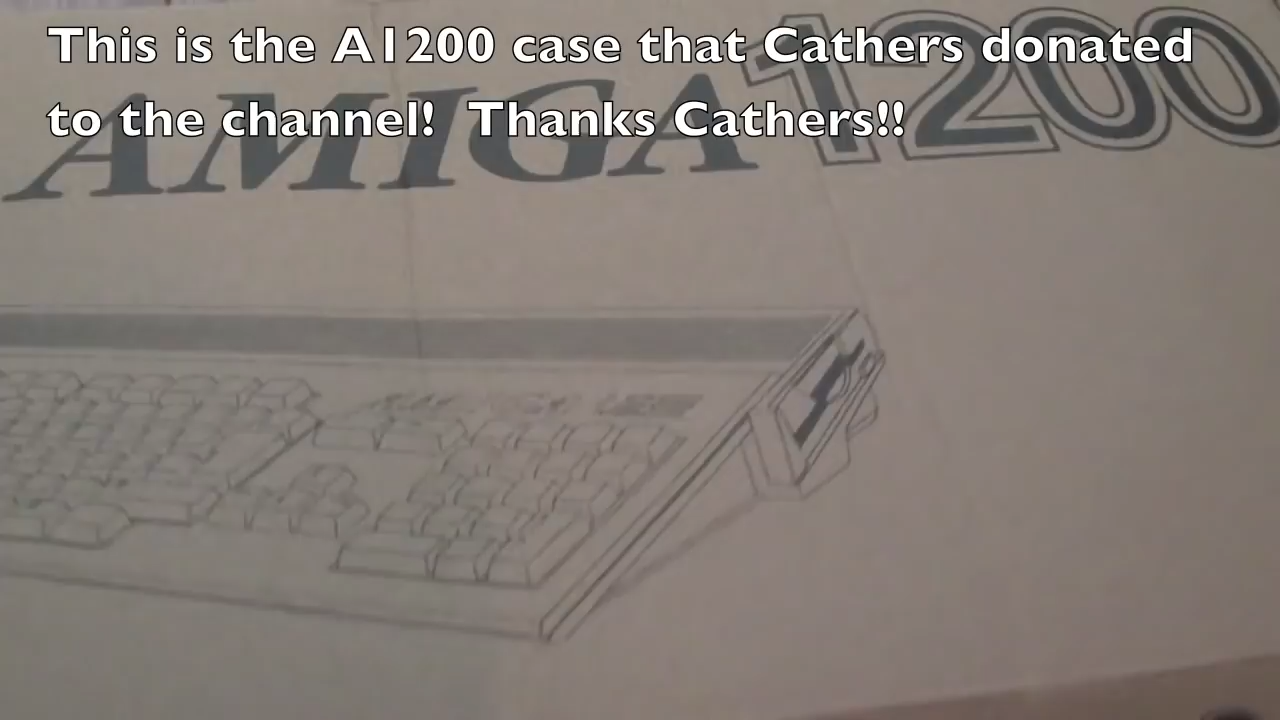 This is the A1200 case that Cathers donated
to the channel!  Thanks Cathers!!
AMIGA 1200